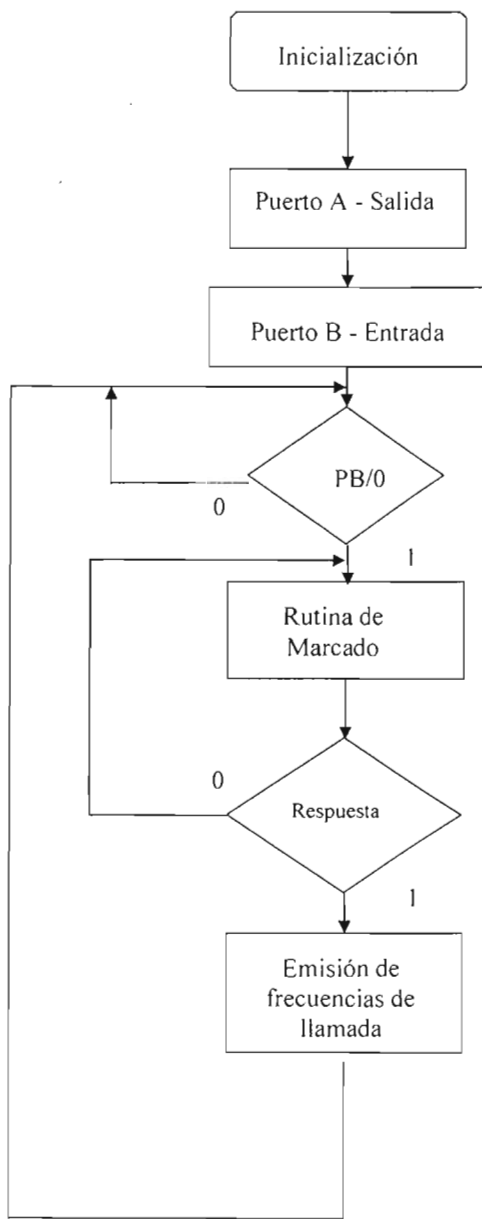 Inicialización
Puerto A - Salida
Puerto B - Entrada
PB/0
0
1
Rutina de
Marcado
0
Respuesta
1
Emisión de
frecuencias de
llamada